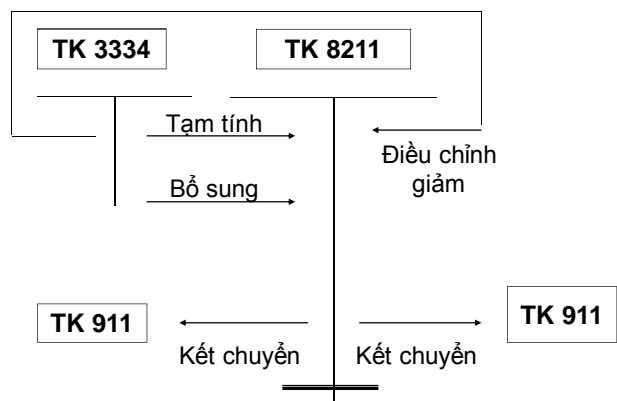 TK 3334
TK 8211
Tạm tính
Điều chỉnh
giảm
Bổ sung
TK 911
TK 911
Kết chuyển
Kết chuyển